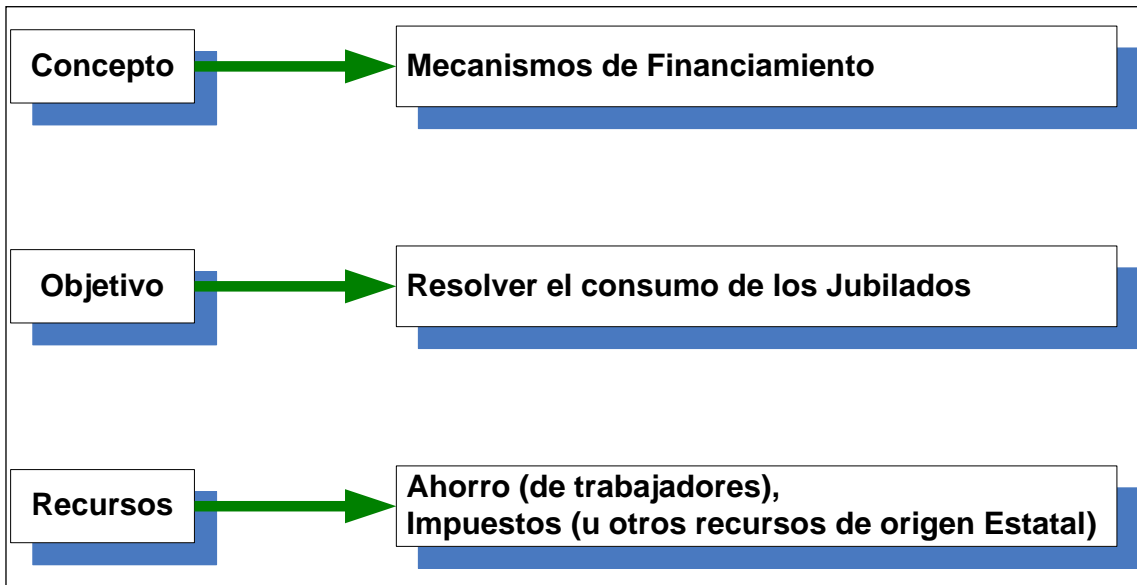 Concepto
Mecanismos de Financiamiento
Objetivo
Resolver el consumo de los Jubilados
Recursos
Ahorro (de trabajadores),
Impuestos (u otros recursos de origen Estatal)